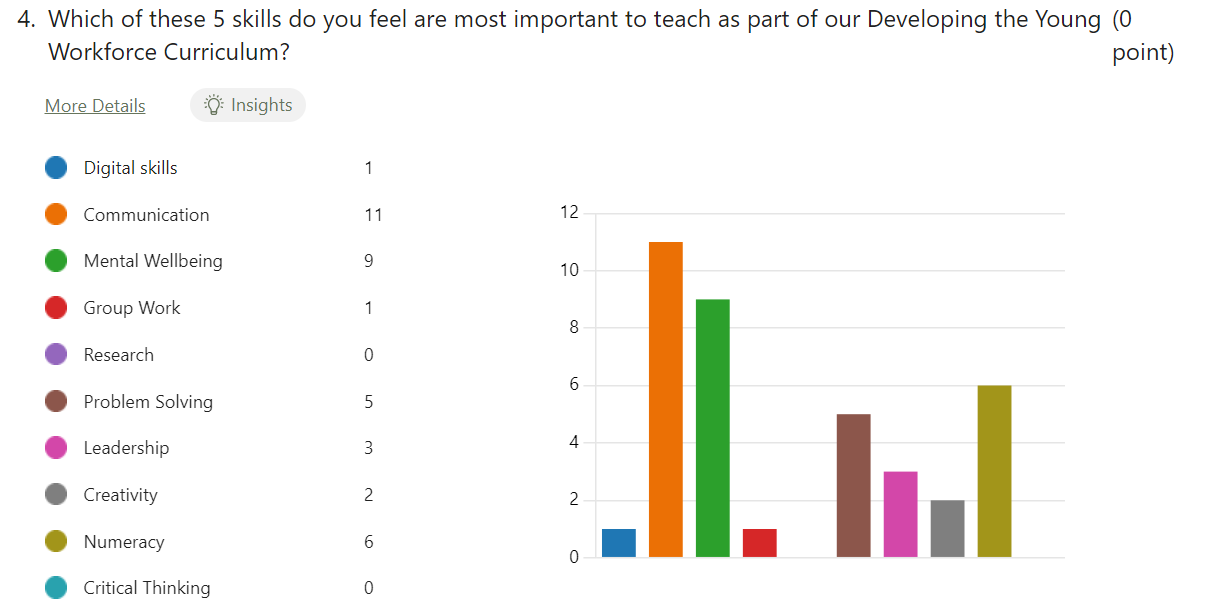 4. Which of these 5 skills do you feel are most important to teach as part of our Developing the Young (0
Workforce Curriculum? point)
More Details Insights
Digital skills 1
Communication 11
Mental Wellbeing 9
Group Work 1
Research 0
Problem Solving 5
Leadership 3
Creativity 2
Numeracy 6
Critical Thinking 0
12
10
8
6
4
2
0